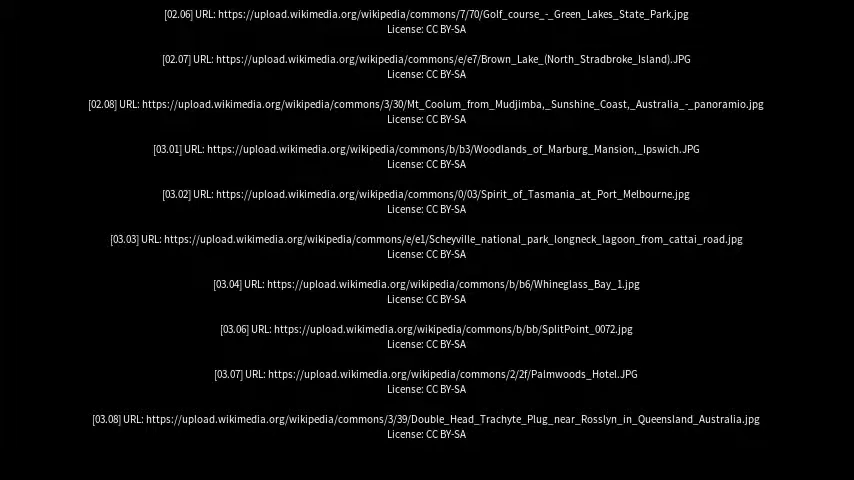 [02.06] URL: https://upload.wikimedia.org/wikipedia/commons/7/70/Golf_course_-_Green_Lakes_State_Park.jpg
License: CC BY-SA
[02.07] URL: https://upload.wikimedia.org/wikipedia/commons/e/e7/Brown_Lake_(North_Stradbroke_Island).JPG
License: CC BY-SA
[02.08] URL: https://upload.wikimedia.org/wikipedia/commons/3/30/Mt_Coolum_from_Mudjimba,_Sunshine_Coast,_Australia_-_panoramio.jpg
License: CC BY-SA
[03.01] URL: https://upload.wikimedia.org/wikipedia/commons/b/b3/Woodlands_of_Marburg_Mansion,_Ipswich.JPG
License: CC BY-SA
[03.02] URL: https://upload.wikimedia.org/wikipedia/commons/0/03/Spirit_of_Tasmania_at_Port_Melbourne.jpg
License: CC BY-SA
[03.03] URL: https://upload.wikimedia.org/wikipedia/commons/e/e1/Scheyville_national_park_longneck_lagoon_from_cattai_road.jpg
License: CC BY-SA
[03.04] URL: https://upload.wikimedia.org/wikipedia/commons/b/b6/Whineglass_Bay_1.jpg
License: CC BY-SA
[03.06] URL: https://upload.wikimedia.org/wikipedia/commons/b/bb/SplitPoint_0072.jpg
License: CC BY-SA
[03.07] URL: https://upload.wikimedia.org/wikipedia/commons/2/2f/Palmwoods_Hotel.JPG
License: CC BY-SA
[03.08] URL: https://upload.wikimedia.org/wikipedia/commons/3/39/Double_Head_Trachyte_Plug_near_Rosslyn_in_Queensland_Australia.jpg
License: CC BY-SA